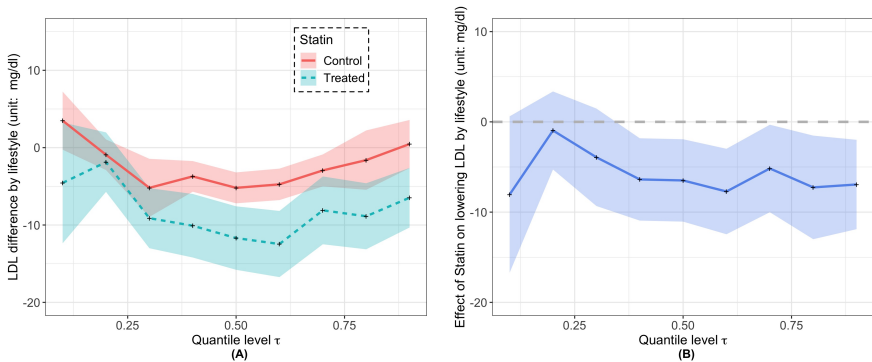 LDL difference by lifestyle (unit:  mg/dl)
10
0
-10
-20
Statin
Control
Treated
0.25
0.50
0.75
Quantile level τ
(A)
Effect of Statin on lowering LDL by lifestyle (unit: mg/dl)
10
0
-10
-20
0.25
0.50
0.75
Quantile level τ
(B)